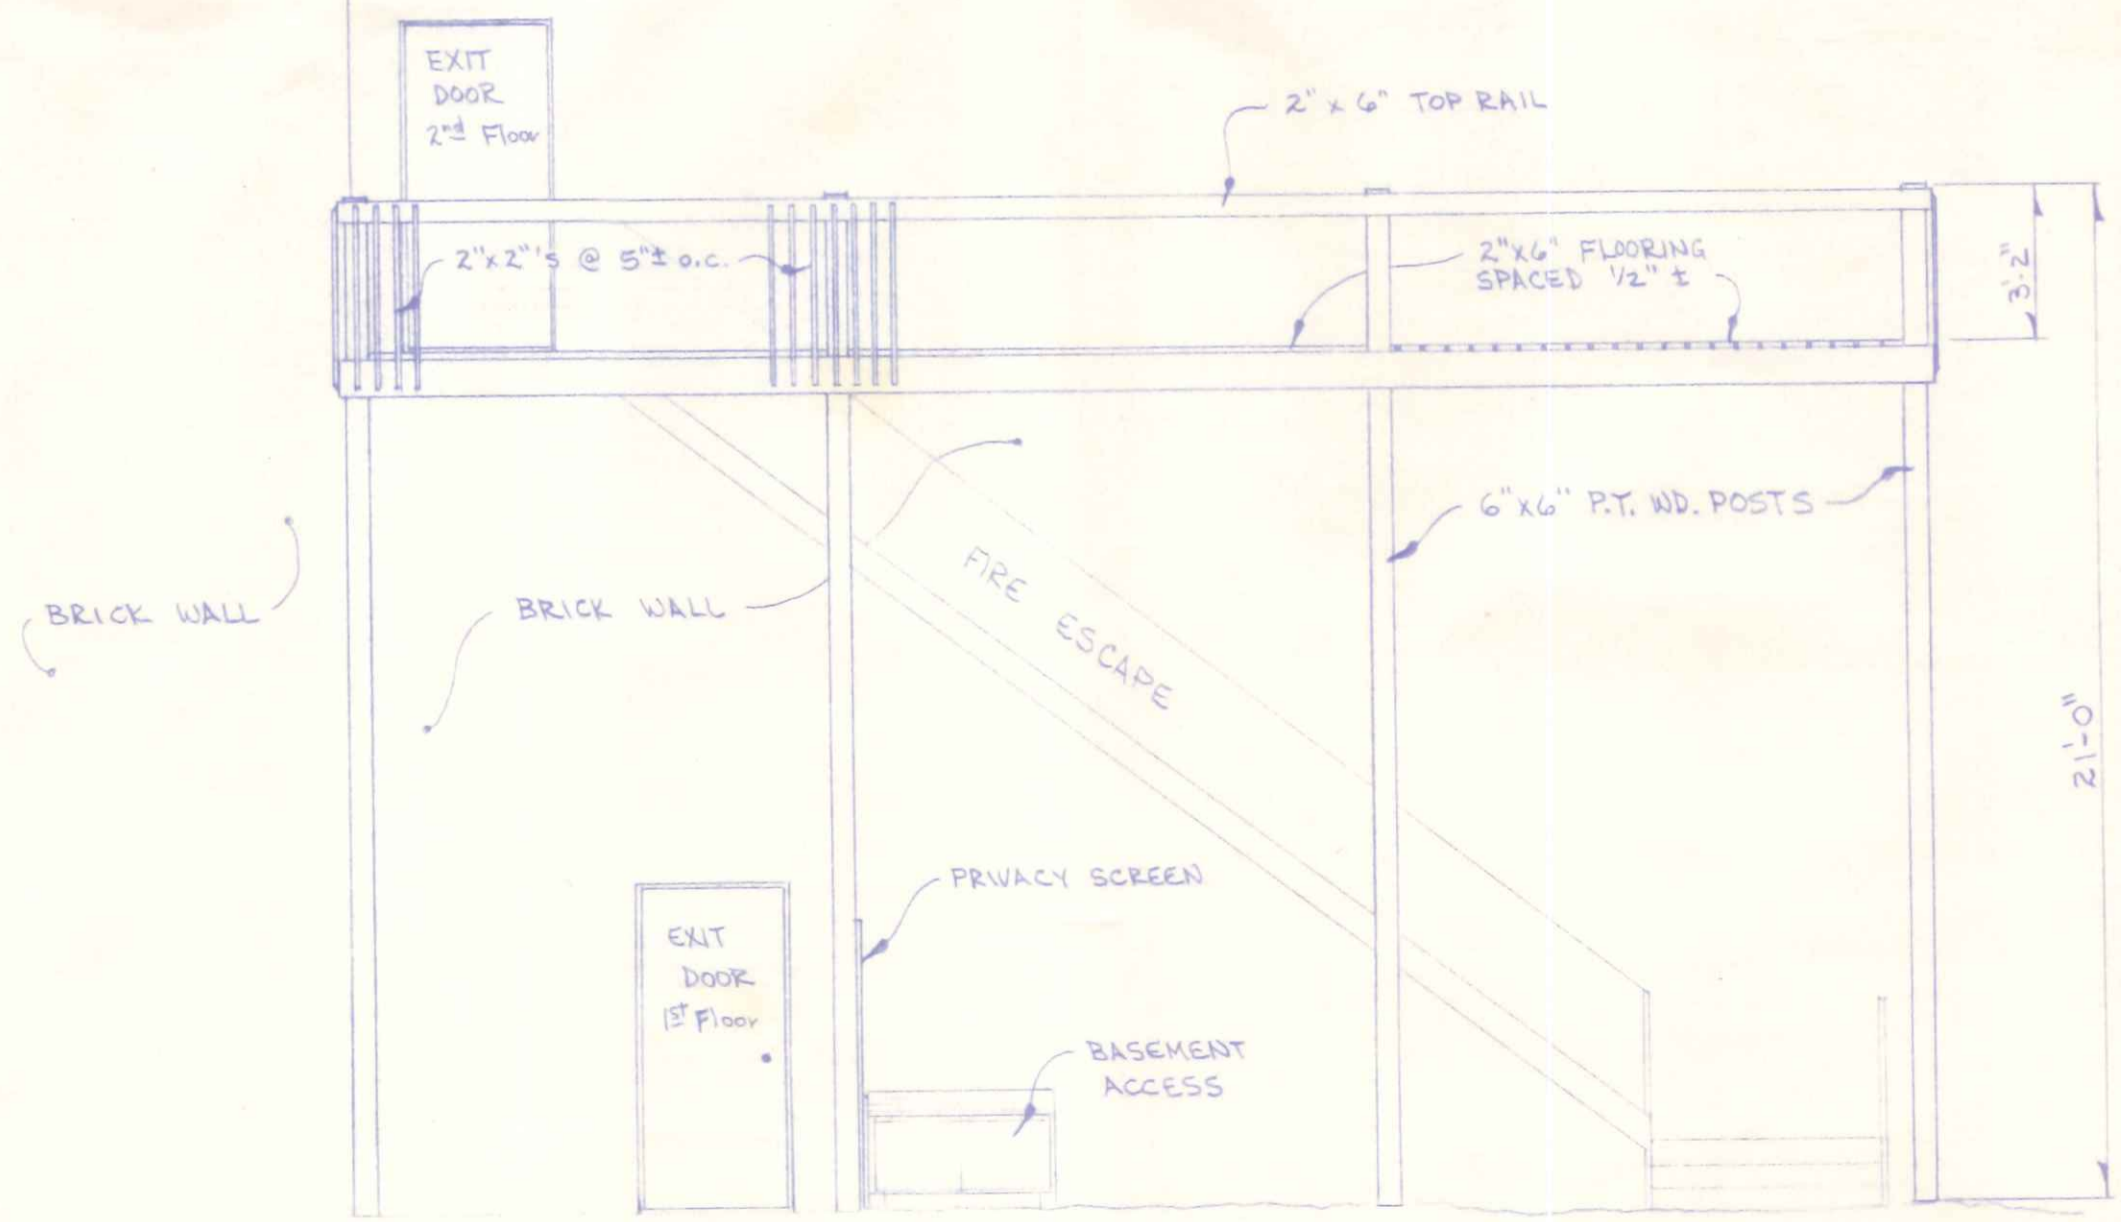 EXIT
DOOR
2nd Floor
2" x 6" TOP RAIL
2"x2"'s @ 5"± o.c.
2"x6" FLOORING
SPACED 1/2" ±
3'-2"
6"x6" P.T. WD. POSTS
BRICK WALL
BRICK WALL
FIRE ESCAPE
21'-0"
PRIVACY SCREEN
EXIT
DOOR
1st Floor
BASEMENT
ACCESS